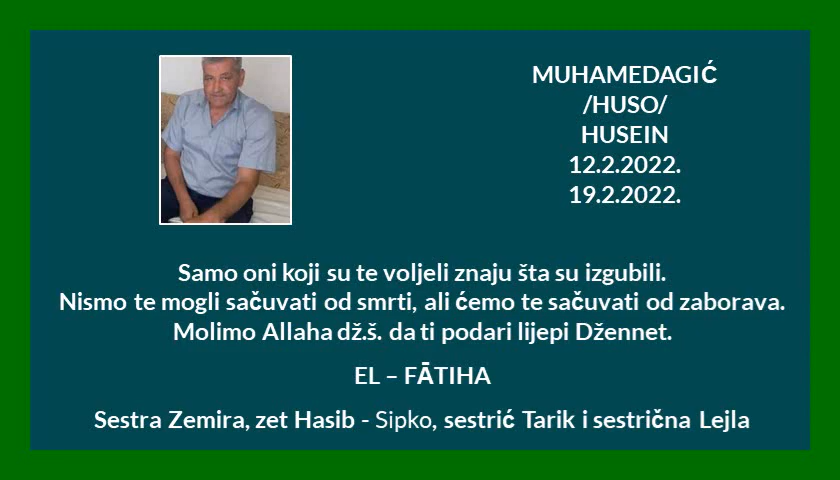 MUHAMEDAGIĆ
/HUSO/
HUSEIN
12.2.2022.
19.2.2022.
Samo oni koji su te voljeli znaju šta su izgubili.
Nismo te mogli sačuvati od smrti, ali ćemo te sačuvati od zaborava.
Molimo Allaha dž.š. da ti podari lijepi Džennet.
EL – FĀTIHA
Sestra Zemira, zet Hasib - Sipko, sestrić Tarik i sestrična Lejla